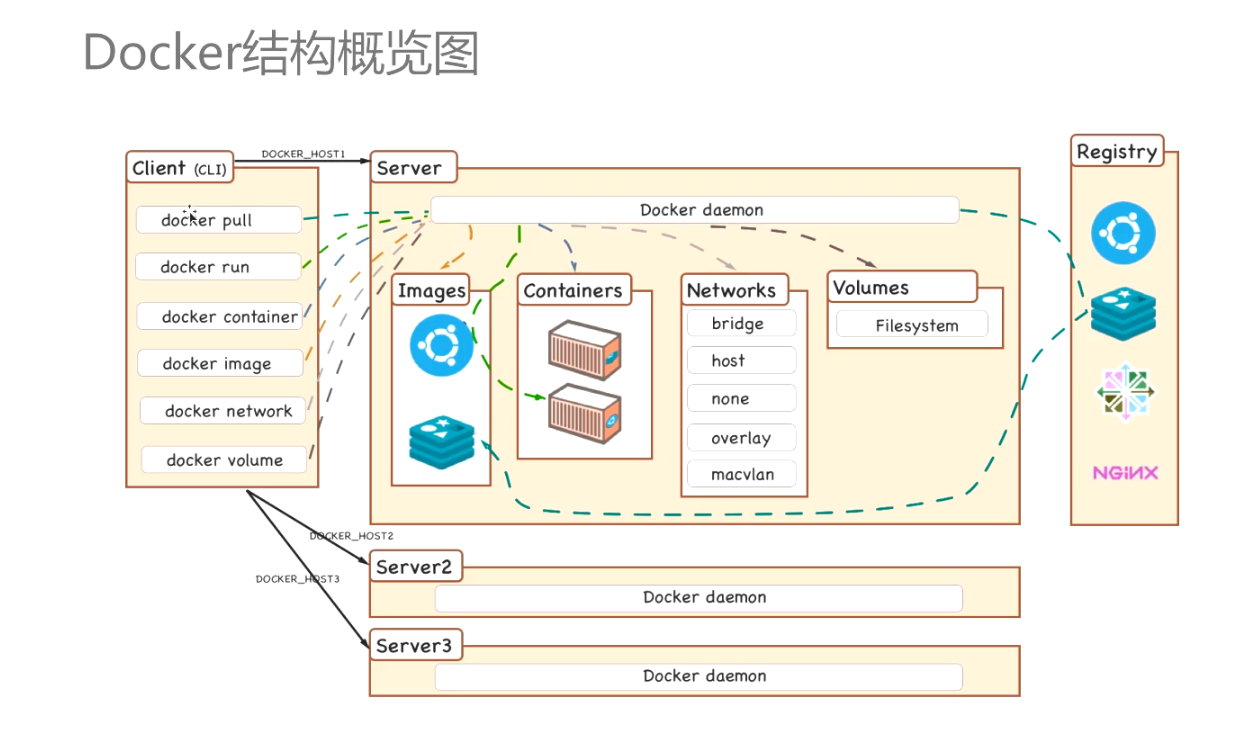 Docker结构概览图
Client (CLI)
docker pull
docker run
docker container
docker image
docker network
docker volume
DOCKER_HOST1
Server
Docker daemon
Images
Containers
Networks
bridge
host
none
overlay
macvlan
Volumes
Filesystem
Registry
NGiNX
DOCKER_HOST2
Server2
Docker daemon
DOCKER_HOST3
Server3
Docker daemon